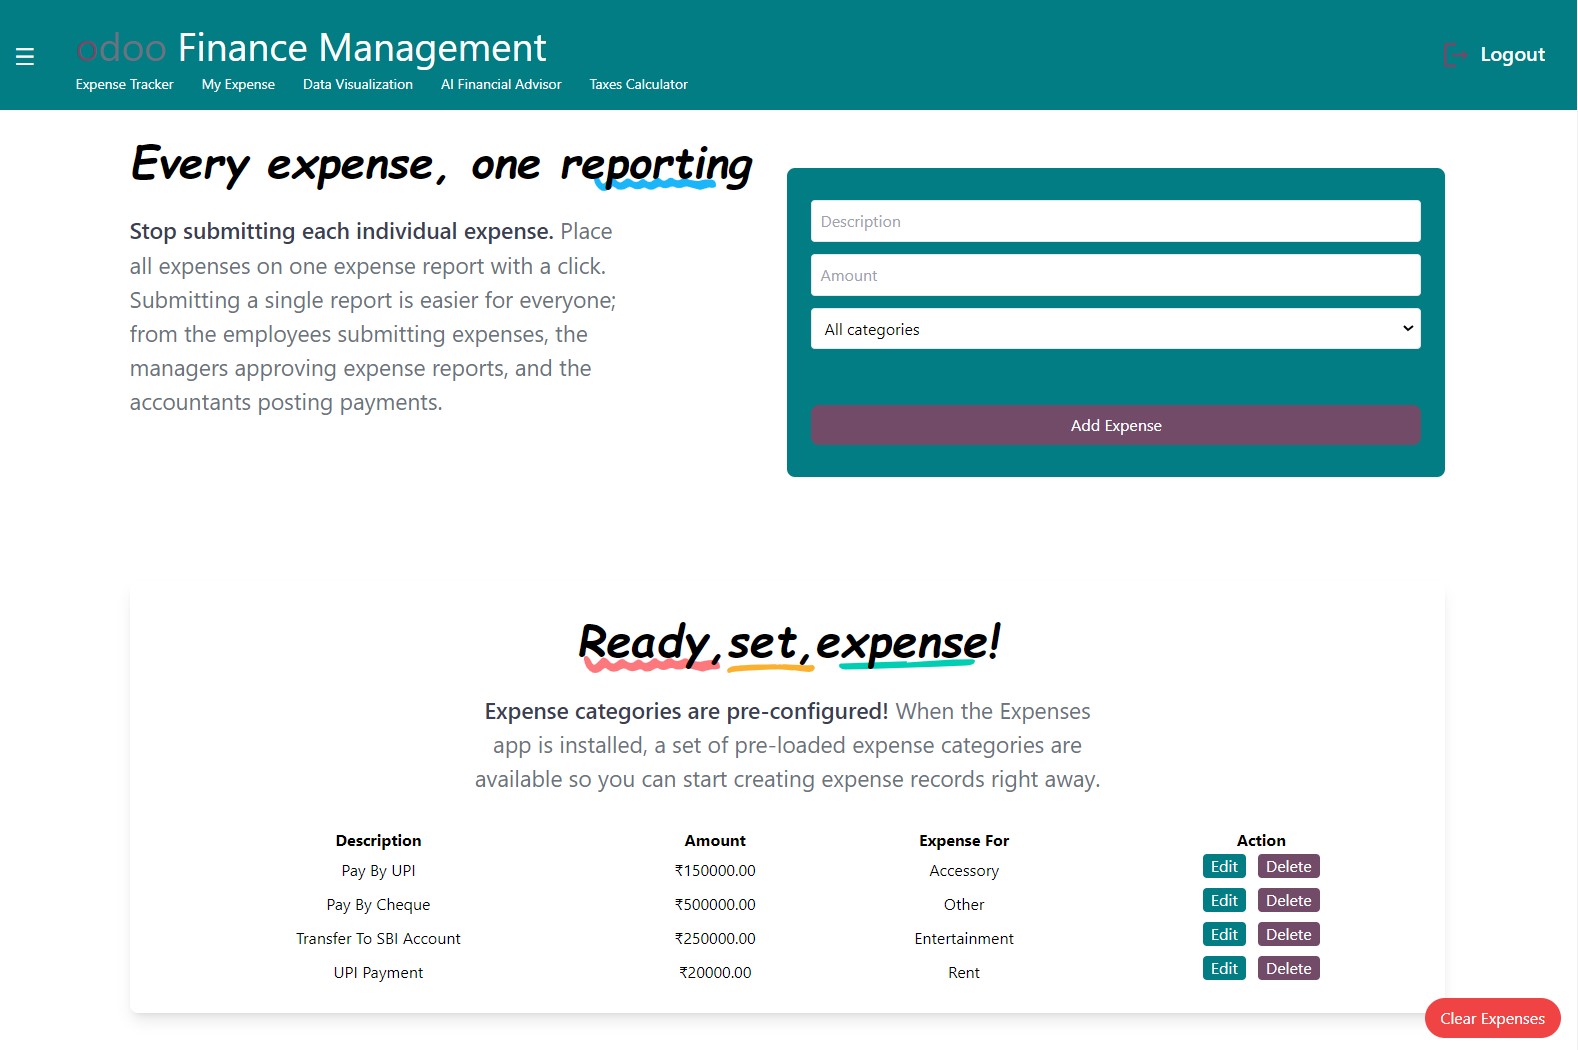 ☰
odoo Finance Management
Expense Tracker My Expense Data Visualization AI Financial Advisor Taxes Calculator
Logout
Every expense, one reporting
Stop submitting each individual expense. Place
all expenses on one expense report with a click.
Submitting a single report is easier for everyone;
from the employees submitting expenses, the
managers approving expense reports, and the
accountants posting payments.
Description
Amount
All categories
Add Expense
Ready,set,expense!
Expense categories are pre-configured! When the Expenses
app is installed, a set of pre-loaded expense categories are
available so you can start creating expense records right away.
Description Amount Expense For Action
Pay By UPI ₹150000.00 Accessory Edit Delete
Pay By Cheque ₹500000.00 Other Edit Delete
Transfer To SBI Account ₹250000.00 Entertainment Edit Delete
UPI Payment ₹20000.00 Rent Edit Delete
Clear Expenses